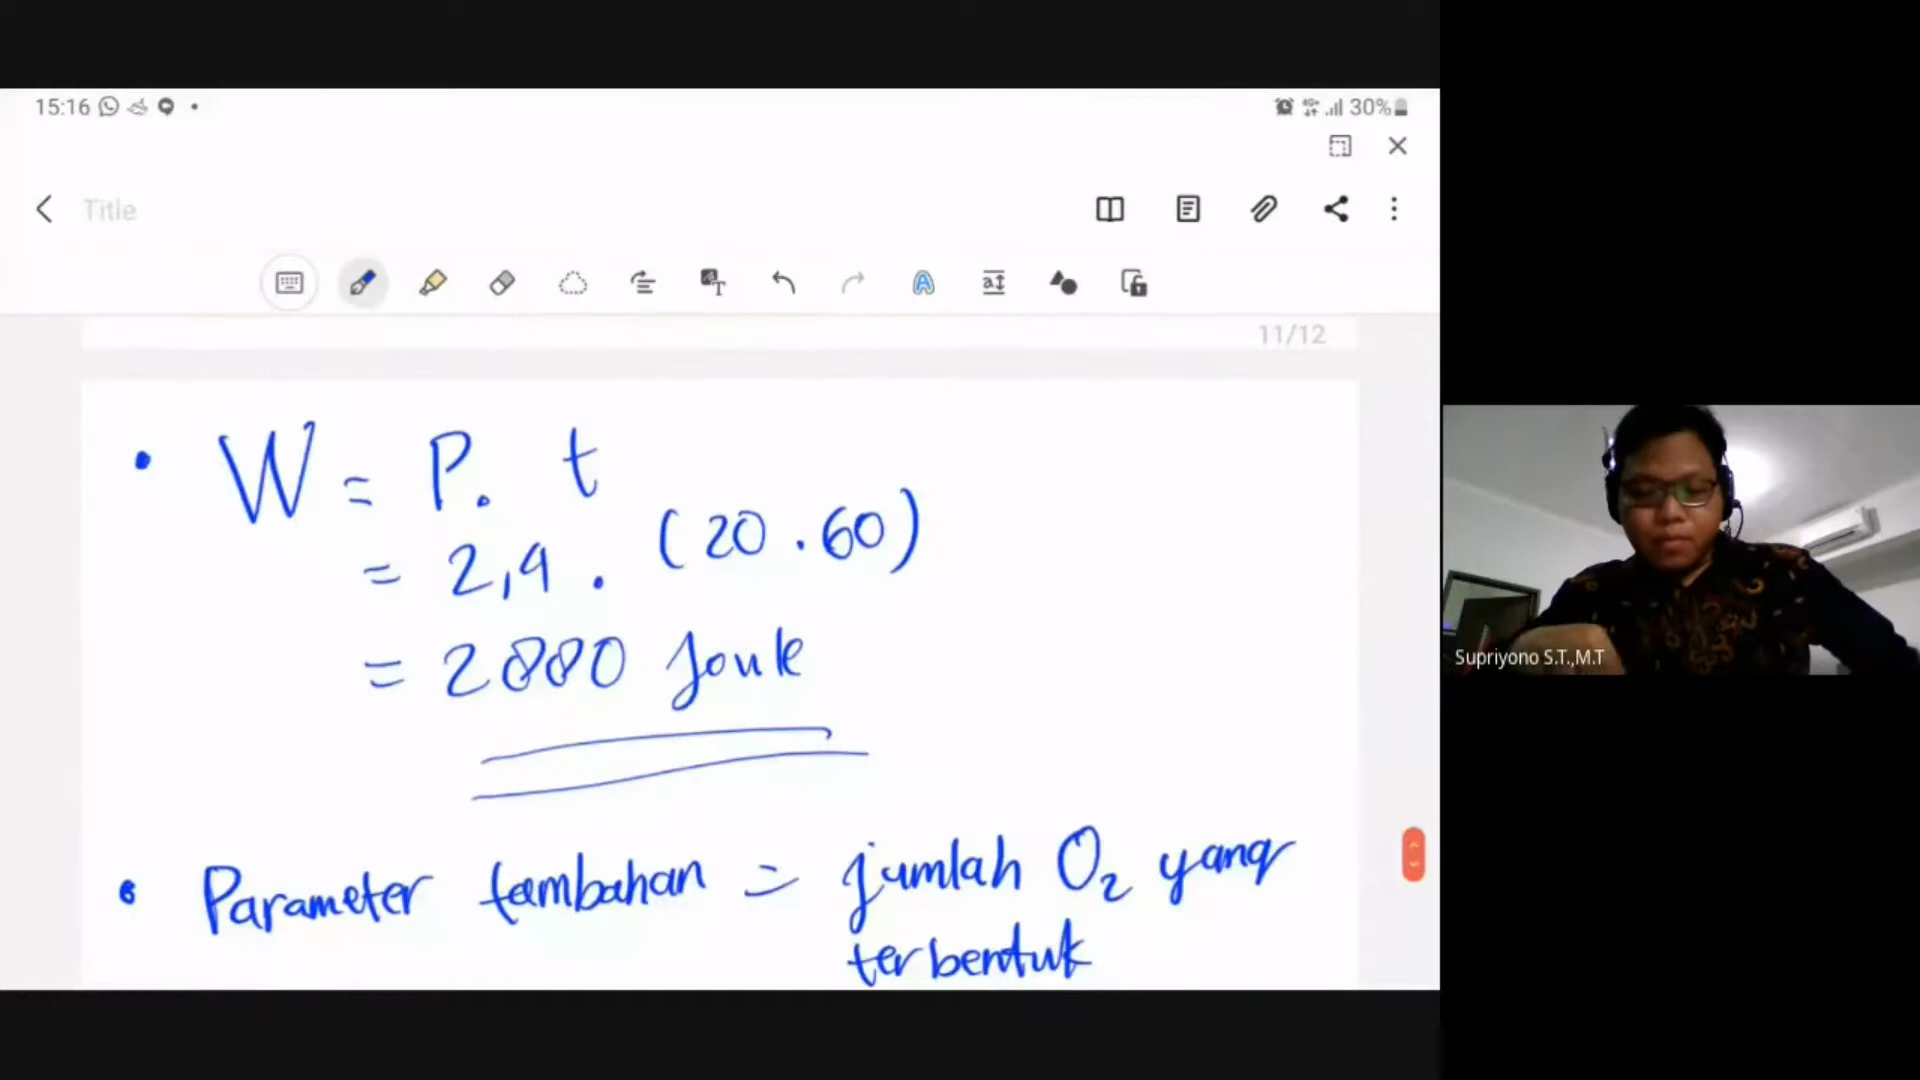 15:16
30%
Title
11/12
• W = P. t
= 2,4 . (20 . 60)
= 2880 Joule
• Parameter tambahan = jumlah O₂ yang
terbentuk
Supriyono S.T.,M.T